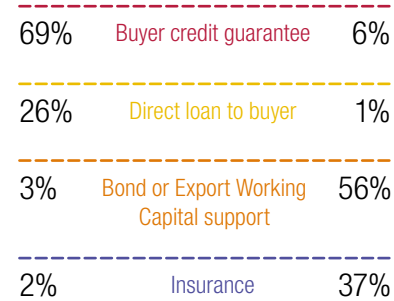 69% Buyer credit guarantee 6%
26% Direct loan to buyer 1%
3% Bond or Export Working 56%
Capital support
2% Insurance 37%